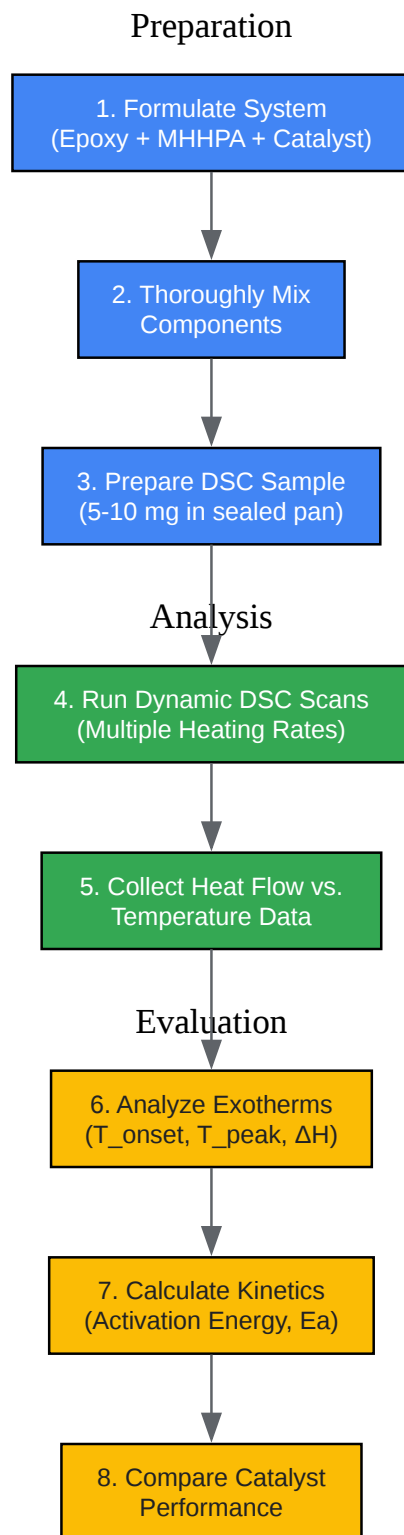 Preparation
1. Formulate System
(Epoxy + MHHPA + Catalyst)
2. Thoroughly Mix
Components
3. Prepare DSC Sample
(5-10 mg in sealed pan)
Analysis
4. Run Dynamic DSC Scans
(Multiple Heating Rates)
5. Collect Heat Flow vs.
Temperature Data
Evaluation
6. Analyze Exotherms
(T_onset, T_peak, ΔH)
7. Calculate Kinetics
(Activation Energy, Ea)
8. Compare Catalyst
Performance